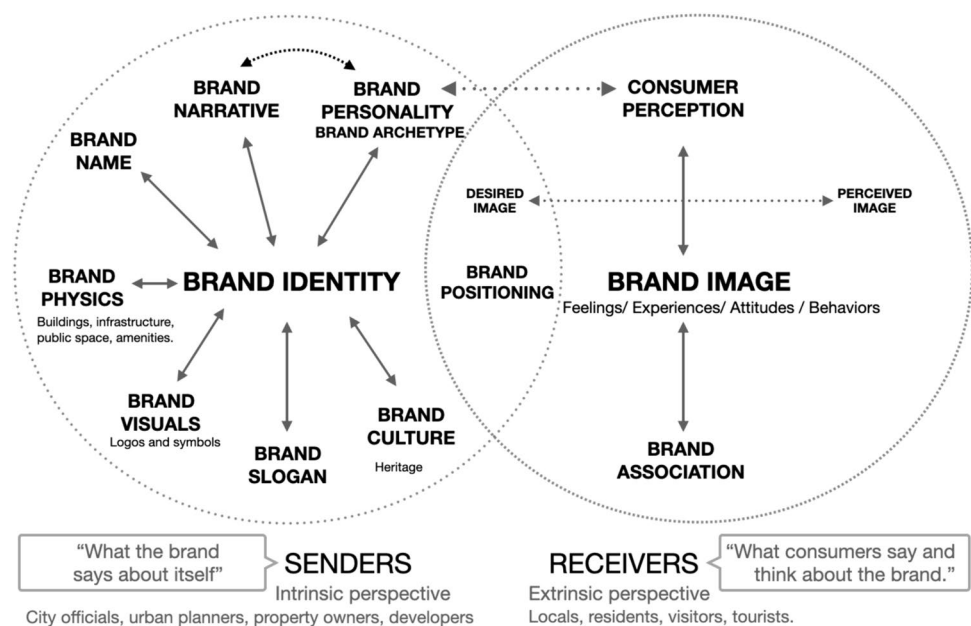 BRAND
NARRATIVE
BRAND
PERSONALITY
BRAND ARCHETYPE
CONSUMER
PERCEPTION
BRAND
NAME
DESIRED
IMAGE
PERCEIVED
IMAGE
BRAND IDENTITY
BRAND
PHYSICS
Buildings, infrastructure,
public space, amenities.
BRAND
POSITIONING
BRAND IMAGE
Feelings/ Experiences/ Attitudes / Behaviors
BRAND
VISUALS
Logos and symbols
BRAND
SLOGAN
BRAND
CULTURE
Heritage
BRAND
ASSOCIATION
“What the brand
says about itself”
SENDERS
Intrinsic perspective
City officials, urban planners, property owners, developers
RECEIVERS
Extrinsic perspective
Locals, residents, visitors, tourists.
“What consumers say and
think about the brand.”